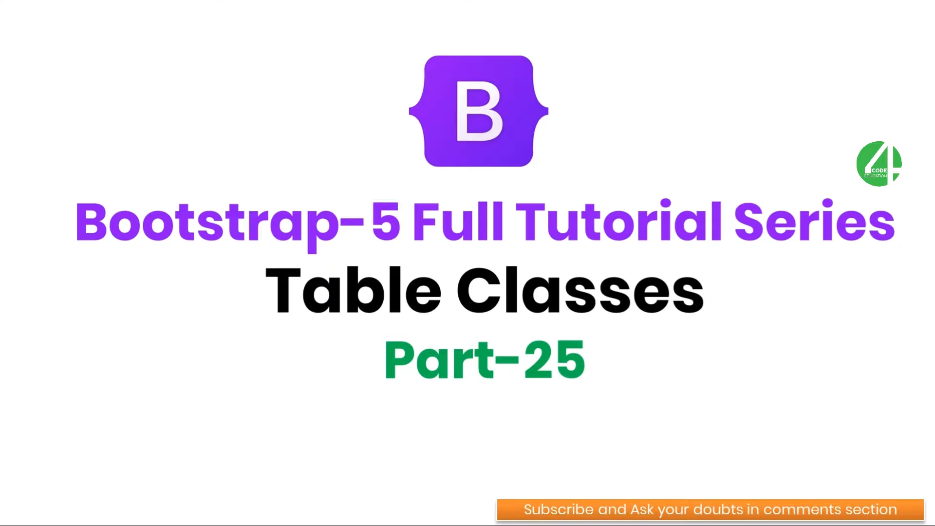 B
4
CODE
Bootstrap-5 Full Tutorial Series
Table Classes
Part-25
Subscribe and Ask your doubts in comments section